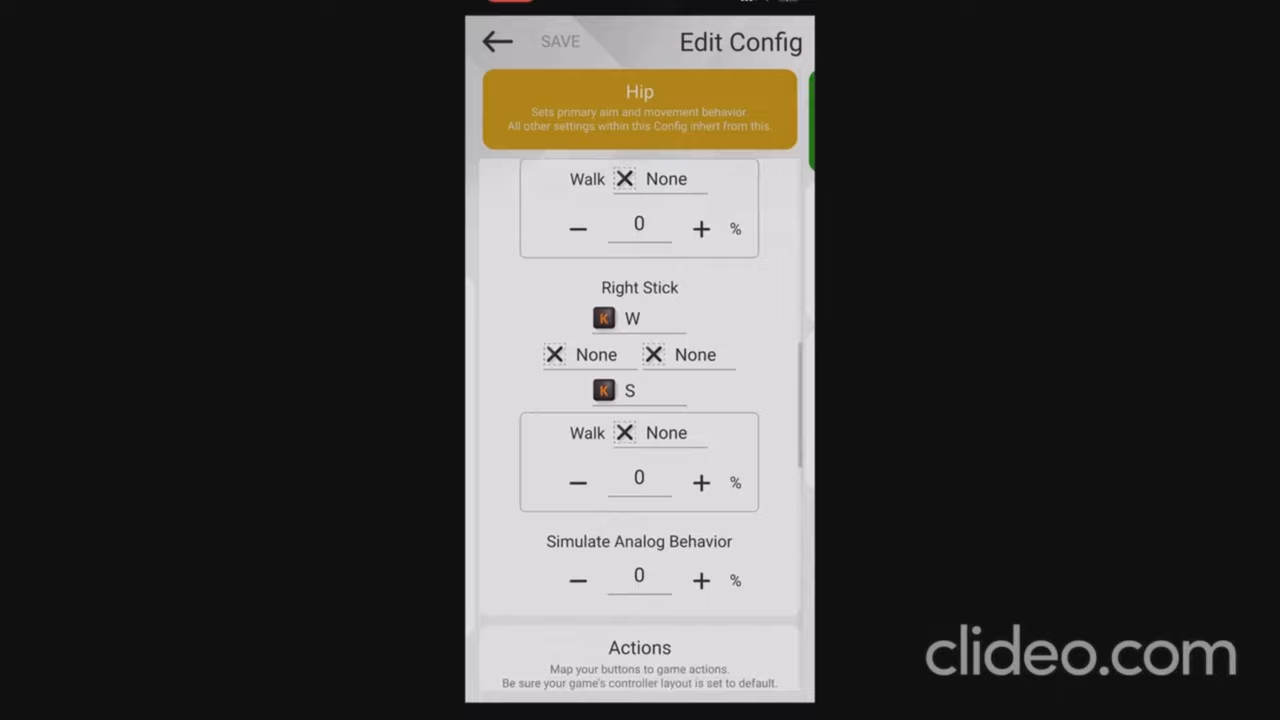 SAVE Edit Config
Hip
Sets primary aim and movement behavior.
All other settings within this Config inhert from this.
Walk None
− 0 + %
Right Stick
K W
None None
K S
Walk None
− 0 + %
Simulate Analog Behavior
− 0 + %
Actions
Map your buttons to game actions.
Be sure your game's controller layout is set to default.
clideo.com